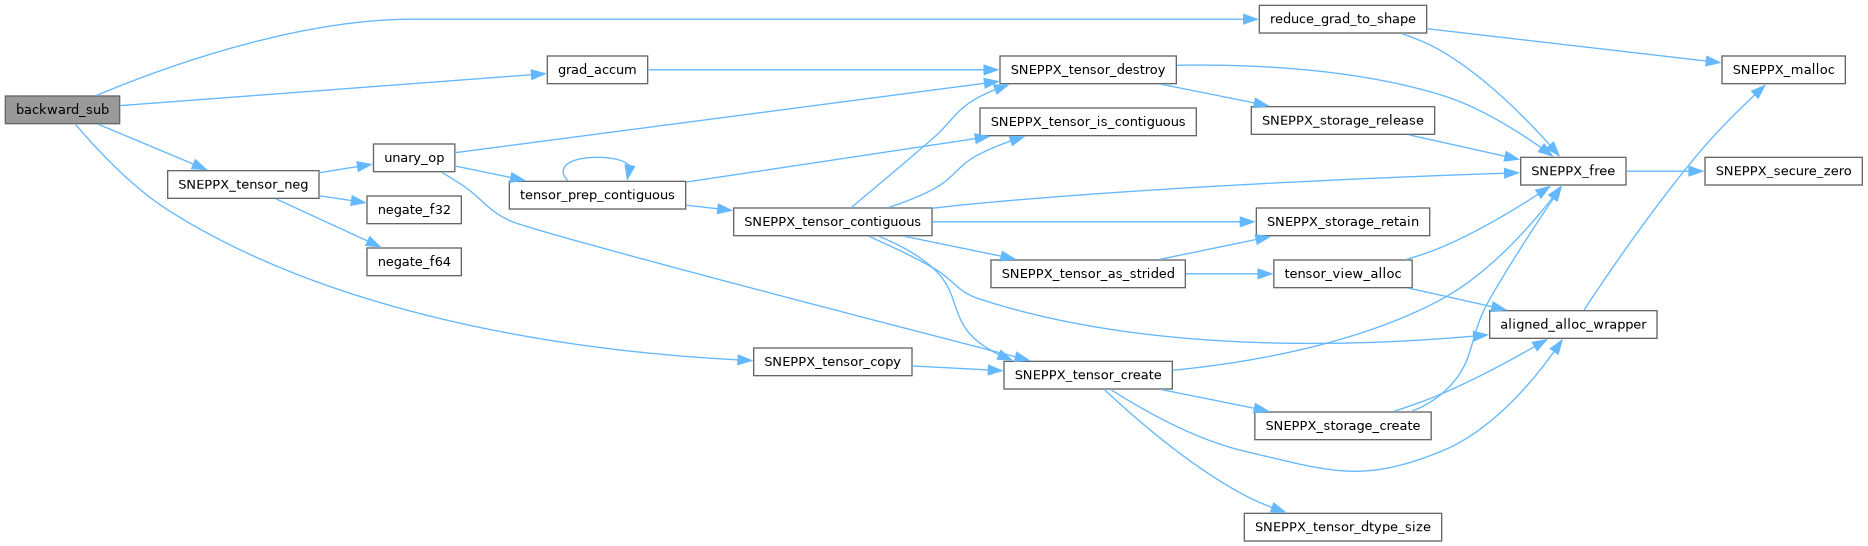 reduce_grad_to_shape
grad_accum
SNEPPX_tensor_destroy
SNEPPX_malloc
backward_sub
SNEPPX_tensor_is_contiguous
SNEPPX_storage_release
unary_op
SNEPPX_free
SNEPPX_secure_zero
SNEPPX_tensor_neg
tensor_prep_contiguous
negate_f32
SNEPPX_tensor_contiguous
SNEPPX_storage_retain
negate_f64
SNEPPX_tensor_as_strided
tensor_view_alloc
aligned_alloc_wrapper
SNEPPX_tensor_copy
SNEPPX_tensor_create
SNEPPX_storage_create
SNEPPX_tensor_dtype_size